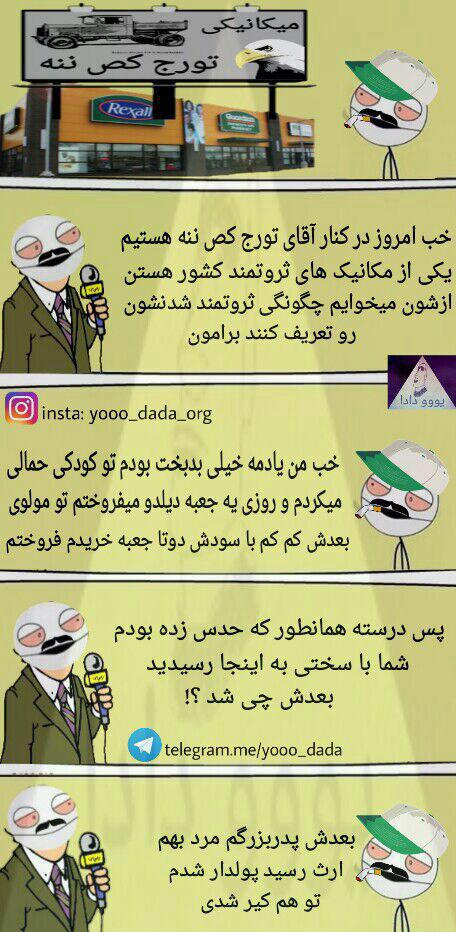 میکانیکی
تورج کص ننه
Rexall
Guardian
خب امروز در کنار آقای تورج کص ننه هستیم
یکی از مکانیک های ثروتمند کشور هستن
ازشون میخوایم چگونگی ثروتمند شدنشون
رو تعریف کنند برامون
یووو دادا
insta: yooo_dada_org
خب من یادمه خیلی بدبخت بودم تو کودکی حمالی
میکردم و روزی یه جعبه دیلدو میفروختم تو مولوی
بعدش کم کم با سودش دوتا جعبه خریدم فروختم
پس درسته همانطور که حدس زده بودم
شما با سختی به اینجا رسیدید
بعدش چی شد ؟!
telegram.me/yooo_dada
بعدش پدربزرگم مرد بهم
ارث رسید پولدار شدم
تو هم کیر شدی